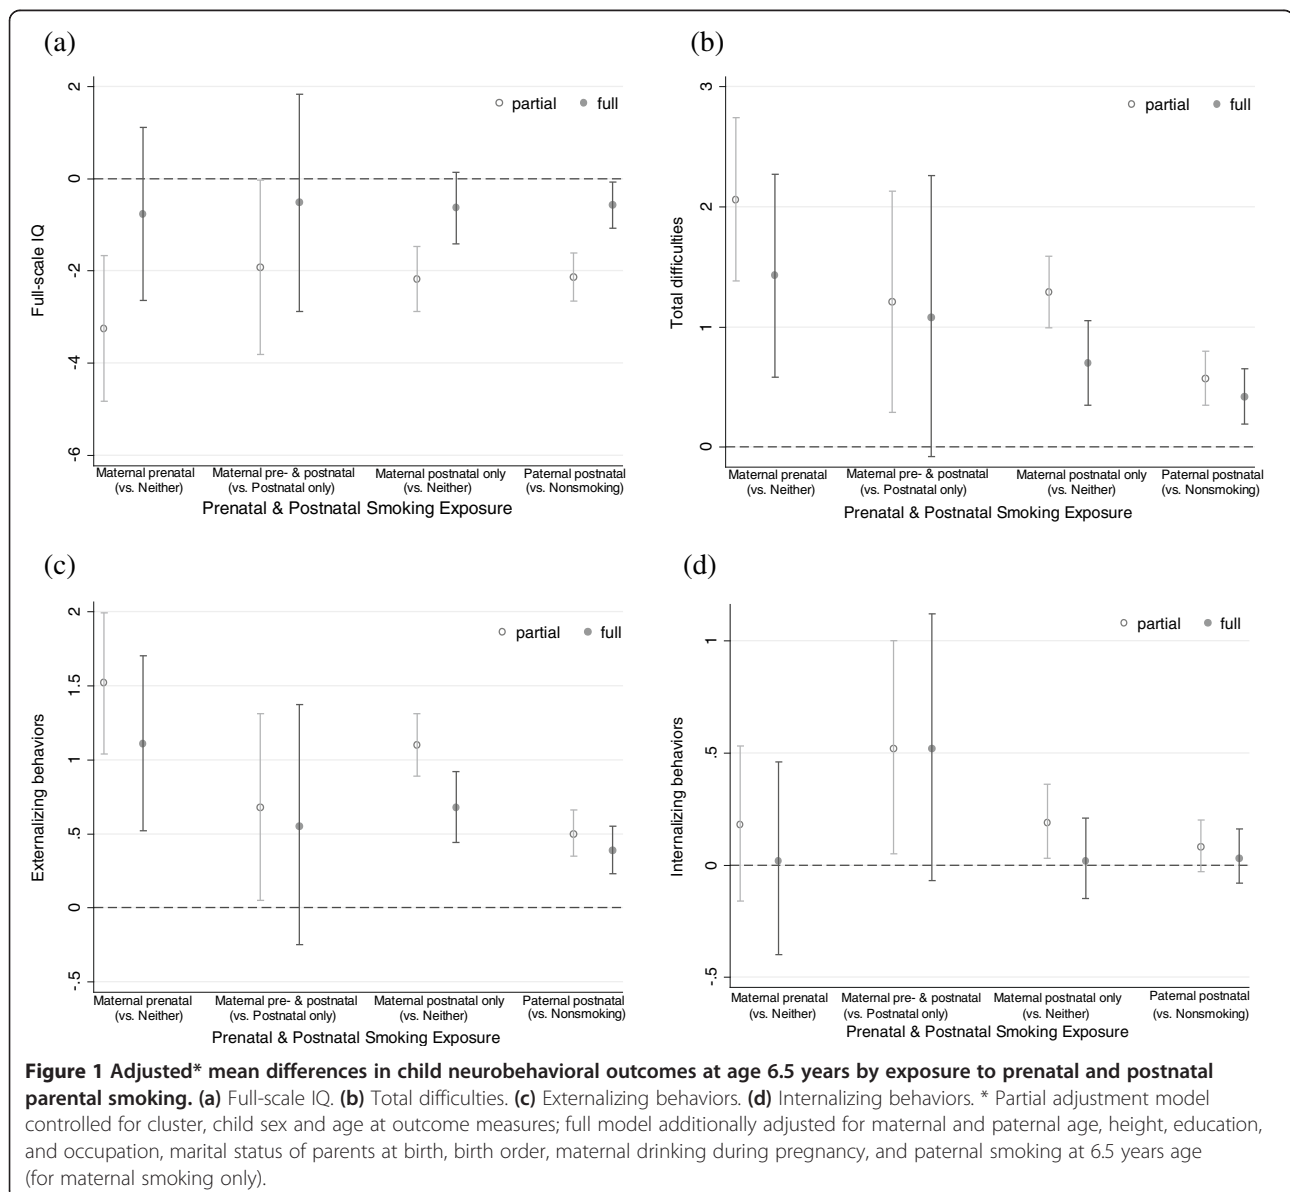 (a)
2
0
-2
-4
-6
Full-scale IQ
partial
full
Maternal prenatal
(vs. Neither)
Maternal pre- & postnatal
(vs. Postnatal only)
Maternal postnatal only
(vs. Neither)
Paternal postnatal
(vs. Nonsmoking)
Prenatal & Postnatal Smoking Exposure
(b)
3
2
1
0
Total difficulties
partial
full
Maternal prenatal
(vs. Neither)
Maternal pre- & postnatal
(vs. Postnatal only)
Maternal postnatal only
(vs. Neither)
Paternal postnatal
(vs. Nonsmoking)
Prenatal & Postnatal Smoking Exposure
(c)
2
1.5
1
.5
0
-.5
Externalizing behaviors
partial
full
Maternal prenatal
(vs. Neither)
Maternal pre- & postnatal
(vs. Postnatal only)
Maternal postnatal only
(vs. Neither)
Paternal postnatal
(vs. Nonsmoking)
Prenatal & Postnatal Smoking Exposure
(d)
1
.5
0
-.5
Internalizing behaviors
partial
full
Maternal prenatal
(vs. Neither)
Maternal pre- & postnatal
(vs. Postnatal only)
Maternal postnatal only
(vs. Neither)
Paternal postnatal
(vs. Nonsmoking)
Prenatal & Postnatal Smoking Exposure
Figure 1 Adjusted* mean differences in child neurobehavioral outcomes at age 6.5 years by exposure to prenatal and postnatal
parental smoking. (a) Full-scale IQ. (b) Total difficulties. (c) Externalizing behaviors. (d) Internalizing behaviors. * Partial adjustment model
controlled for cluster, child sex and age at outcome measures; full model additionally adjusted for maternal and paternal age, height, education,
and occupation, marital status of parents at birth, birth order, maternal drinking during pregnancy, and paternal smoking at 6.5 years age
(for maternal smoking only).